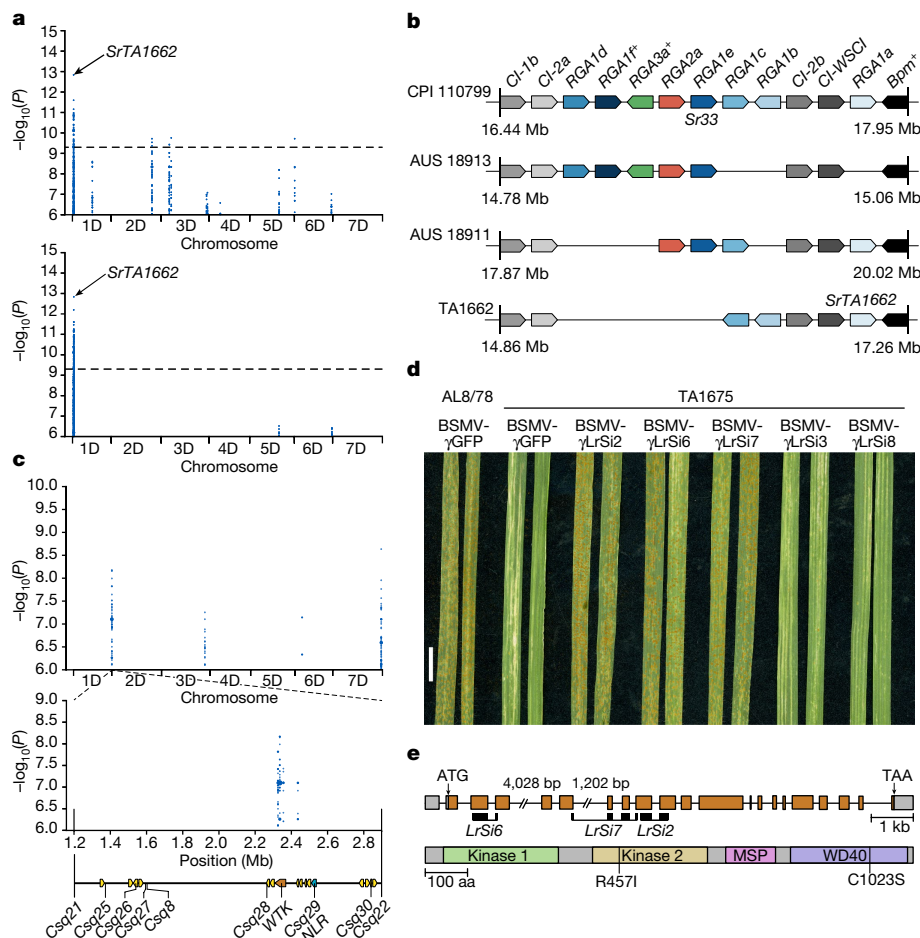 a
15
14
13
12
11
10
9
8
7
6
–log10(P)
SrTA1662
1D 2D 3D 4D 5D 6D 7D
Chromosome
15
14
13
12
11
10
9
8
7
6
–log10(P)
SrTA1662
1D 2D 3D 4D 5D 6D 7D
Chromosome
b
CI-1b CI-2a RGA1d RGA1f+ RGA3a+ RGA2a RGA1e RGA1c RGA1b CI-2b CI-WSCI RGA1a Bpm+
CPI 110799
Sr33
16.44 Mb 17.95 Mb
AUS 18913
14.78 Mb 15.06 Mb
AUS 18911
17.87 Mb 20.02 Mb
SrTA1662
TA1662
14.86 Mb 17.26 Mb
c
10.0
9.5
9.0
8.5
8.0
7.5
7.0
6.5
6.0
–log10(P)
1D 2D 3D 4D 5D 6D 7D
Chromosome
9.0
8.5
8.0
7.5
7.0
6.5
6.0
–log10(P)
1.2 1.4 1.6 1.8 2.0 2.2 2.4 2.6 2.8
Position (Mb)
Csq21 Csq25 Csq26 Csq27 Csq8 Csq28 WTK Csq29 NLR Csq30 Csq22
d
AL8/78 TA1675
BSMV-γGFP BSMV-γGFP BSMV-γLrSi2 BSMV-γLrSi6 BSMV-γLrSi7 BSMV-γLrSi3 BSMV-γLrSi8
e
ATG 4,028 bp 1,202 bp TAA
LrSi6 LrSi7 LrSi2 1 kb
Kinase 1 Kinase 2 MSP WD40
100 aa R457I C1023S